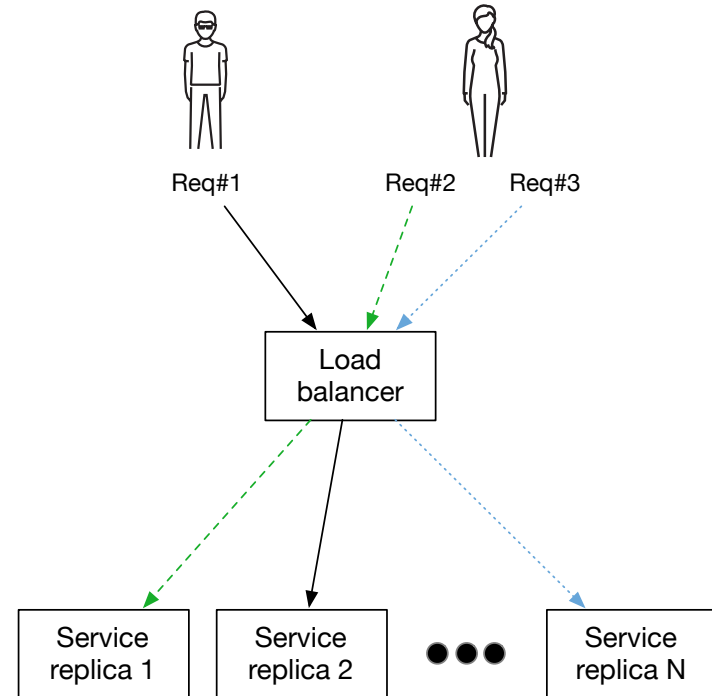 Req#1
Req#2
Req#3
Load
balancer
Service
replica 1
Service
replica 2
Service
replica N